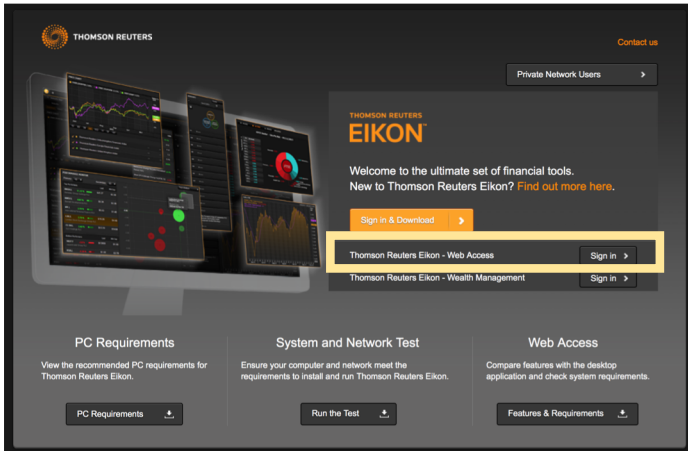 THOMSON REUTERS
Contact us
Private Network Users
THOMSON REUTERS
EIKON™
Welcome to the ultimate set of financial tools.
New to Thomson Reuters Eikon? Find out more here.
Sign in & Download
Thomson Reuters Eikon - Web Access
Sign in
Thomson Reuters Eikon - Wealth Management
Sign in
PC Requirements
View the recommended PC requirements for
Thomson Reuters Eikon.
PC Requirements
System and Network Test
Ensure your computer and network meet the
requirements to install and run Thomson Reuters Eikon.
Run the Test
Web Access
Compare features with the desktop
application and check system requirements.
Features & Requirements